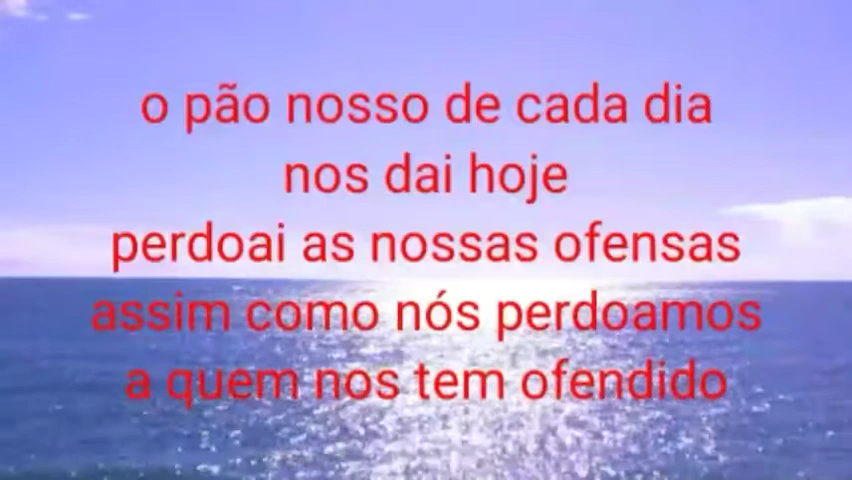 o pão nosso de cada dia
nos dai hoje
perdoai as nossas ofensas
assim como nós perdoamos
a quem nos tem ofendido